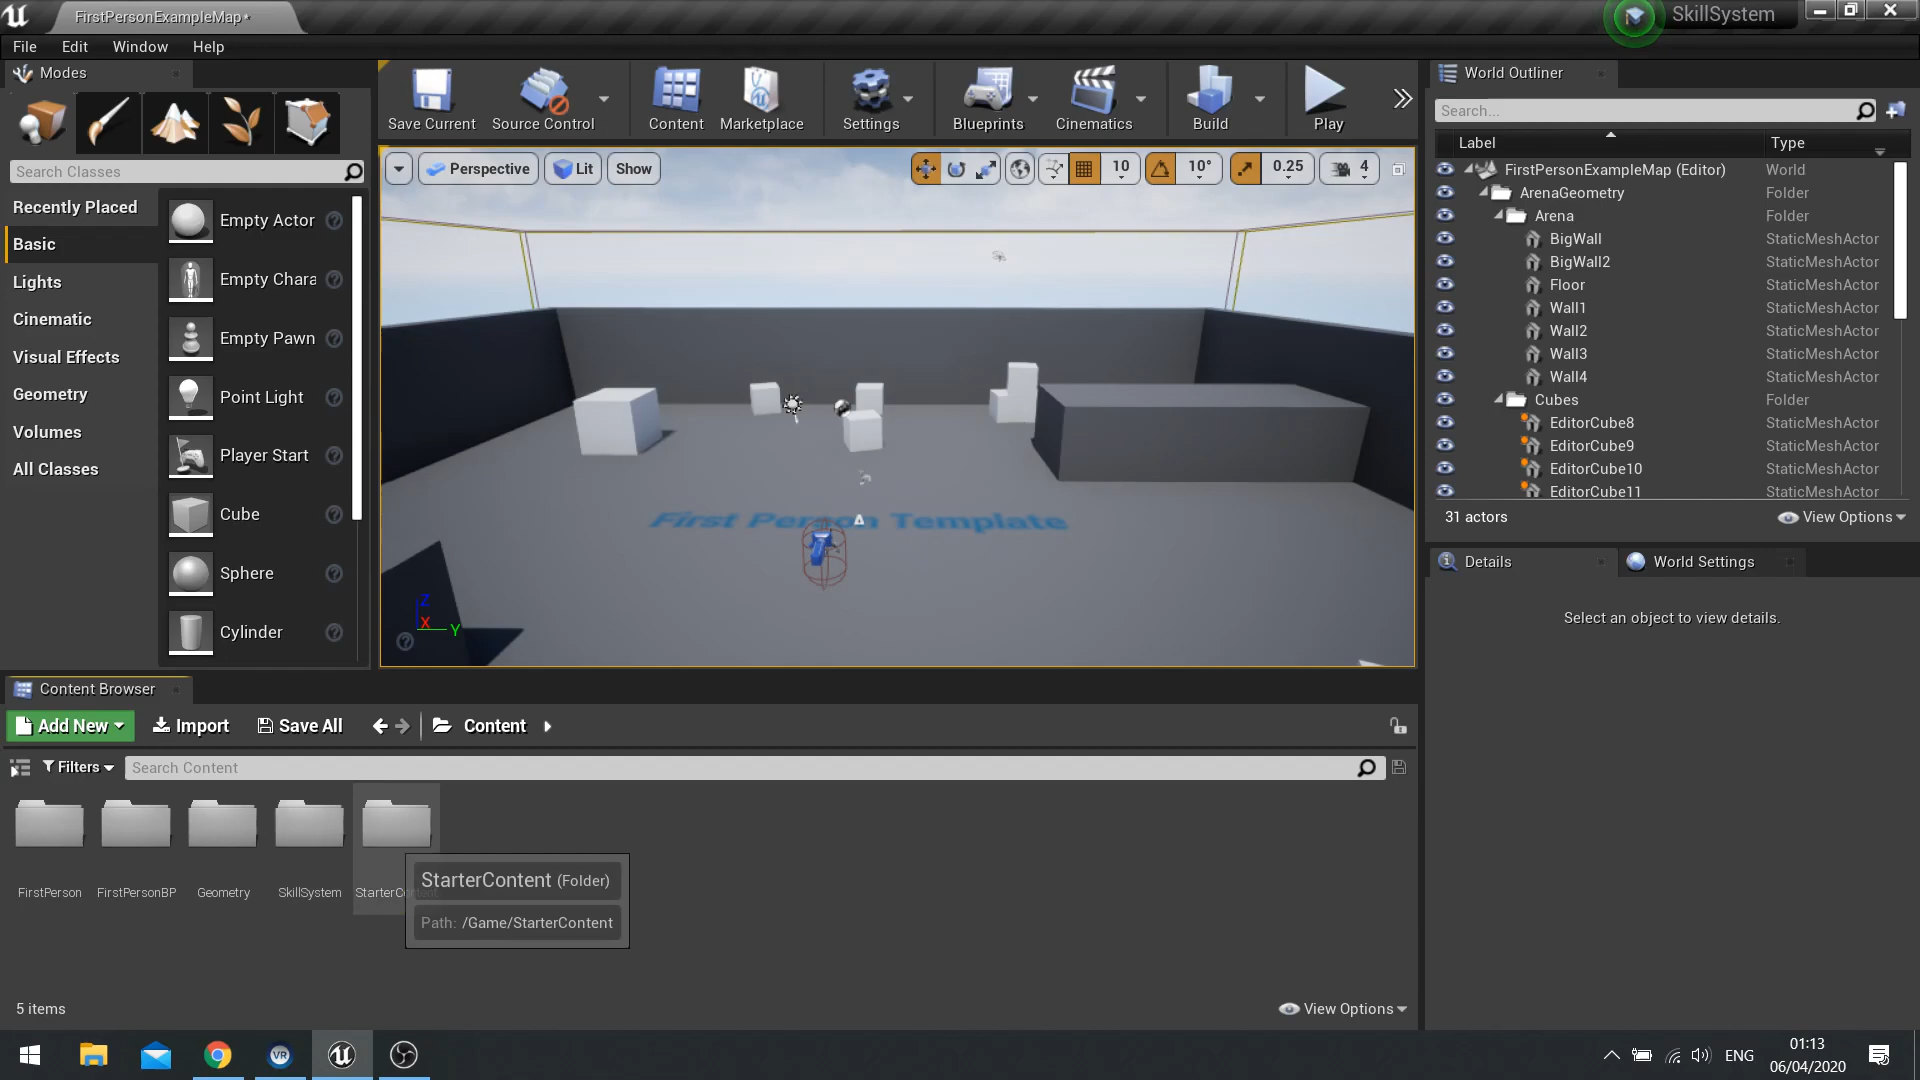 FirstPersonExampleMap*
SkillSystem
File Edit Window Help
Modes
Search Classes
Recently Placed
Basic
Lights
Cinematic
Visual Effects
Geometry
Volumes
All Classes
Empty Actor
Empty Chara
Empty Pawn
Point Light
Player Start
Cube
Sphere
Cylinder
Save Current
Source Control
Content
Marketplace
Settings
Blueprints
Cinematics
Build
Play
Perspective Lit Show
10 10° 0.25 4
First Person Template
Z
X
Y
World Outliner
Search...
Label Type
FirstPersonExampleMap (Editor) World
ArenaGeometry Folder
Arena Folder
BigWall StaticMeshActor
BigWall2 StaticMeshActor
Floor StaticMeshActor
Wall1 StaticMeshActor
Wall2 StaticMeshActor
Wall3 StaticMeshActor
Wall4 StaticMeshActor
Cubes Folder
EditorCube8 StaticMeshActor
EditorCube9 StaticMeshActor
EditorCube10 StaticMeshActor
EditorCube11 StaticMeshActor
31 actors View Options
Details World Settings
Select an object to view details.
Content Browser
Add New Import Save All Content
Filters Search Content
FirstPerson FirstPersonBP Geometry SkillSystem
StarterContent (Folder)
Path: /Game/StarterContent
5 items View Options
VR
ENG
01:13
06/04/2020